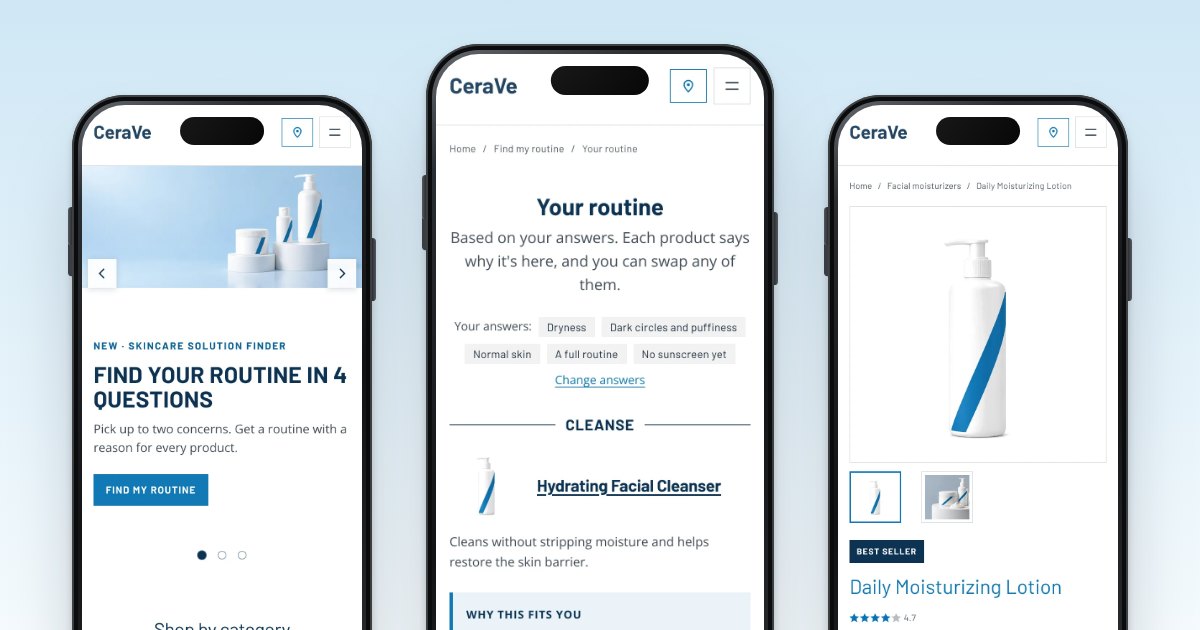 CeraVe
NEW · SKINCARE SOLUTION FINDER
FIND YOUR ROUTINE IN 4
QUESTIONS
Pick up to two concerns. Get a routine with a
reason for every product.
FIND MY ROUTINE
Shop by category
CeraVe
Home / Find my routine / Your routine
Your routine
Based on your answers. Each product says
why it's here, and you can swap any of
them.
Your answers: Dryness Dark circles and puffiness
Normal skin A full routine No sunscreen yet
Change answers
CLEANSE
Hydrating Facial Cleanser
Cleans without stripping moisture and helps
restore the skin barrier.
WHY THIS FITS YOU
CeraVe
Home / Facial moisturizers / Daily Moisturizing Lotion
BEST SELLER
Daily Moisturizing Lotion
4.7